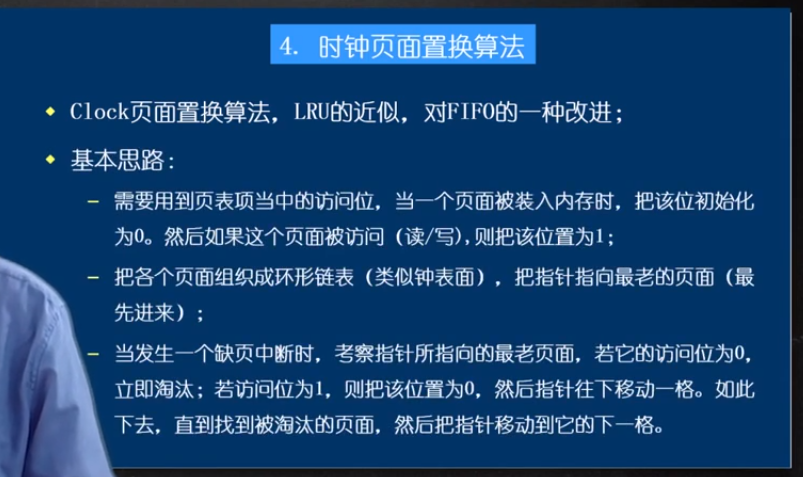 4. 时钟页面置换算法
Clock页面置换算法，LRU的近似，对FIFO的一种改进；
基本思路：
– 需要用到页表项当中的访问位，当一个页面被装入内存时，把该位初始化
为0。然后如果这个页面被访问（读/写），则把该位置为1；
– 把各个页面组织成环形链表（类似钟表面），把指针指向最老的页面（最
先进来）；
– 当发生一个缺页中断时，考察指针所指向的最老页面，若它的访问位为0，
立即淘汰；若访问位为1，则把该位置为0，然后指针往下移动一格。如此
下去，直到找到被淘汰的页面，然后把指针移动到它的下一格。